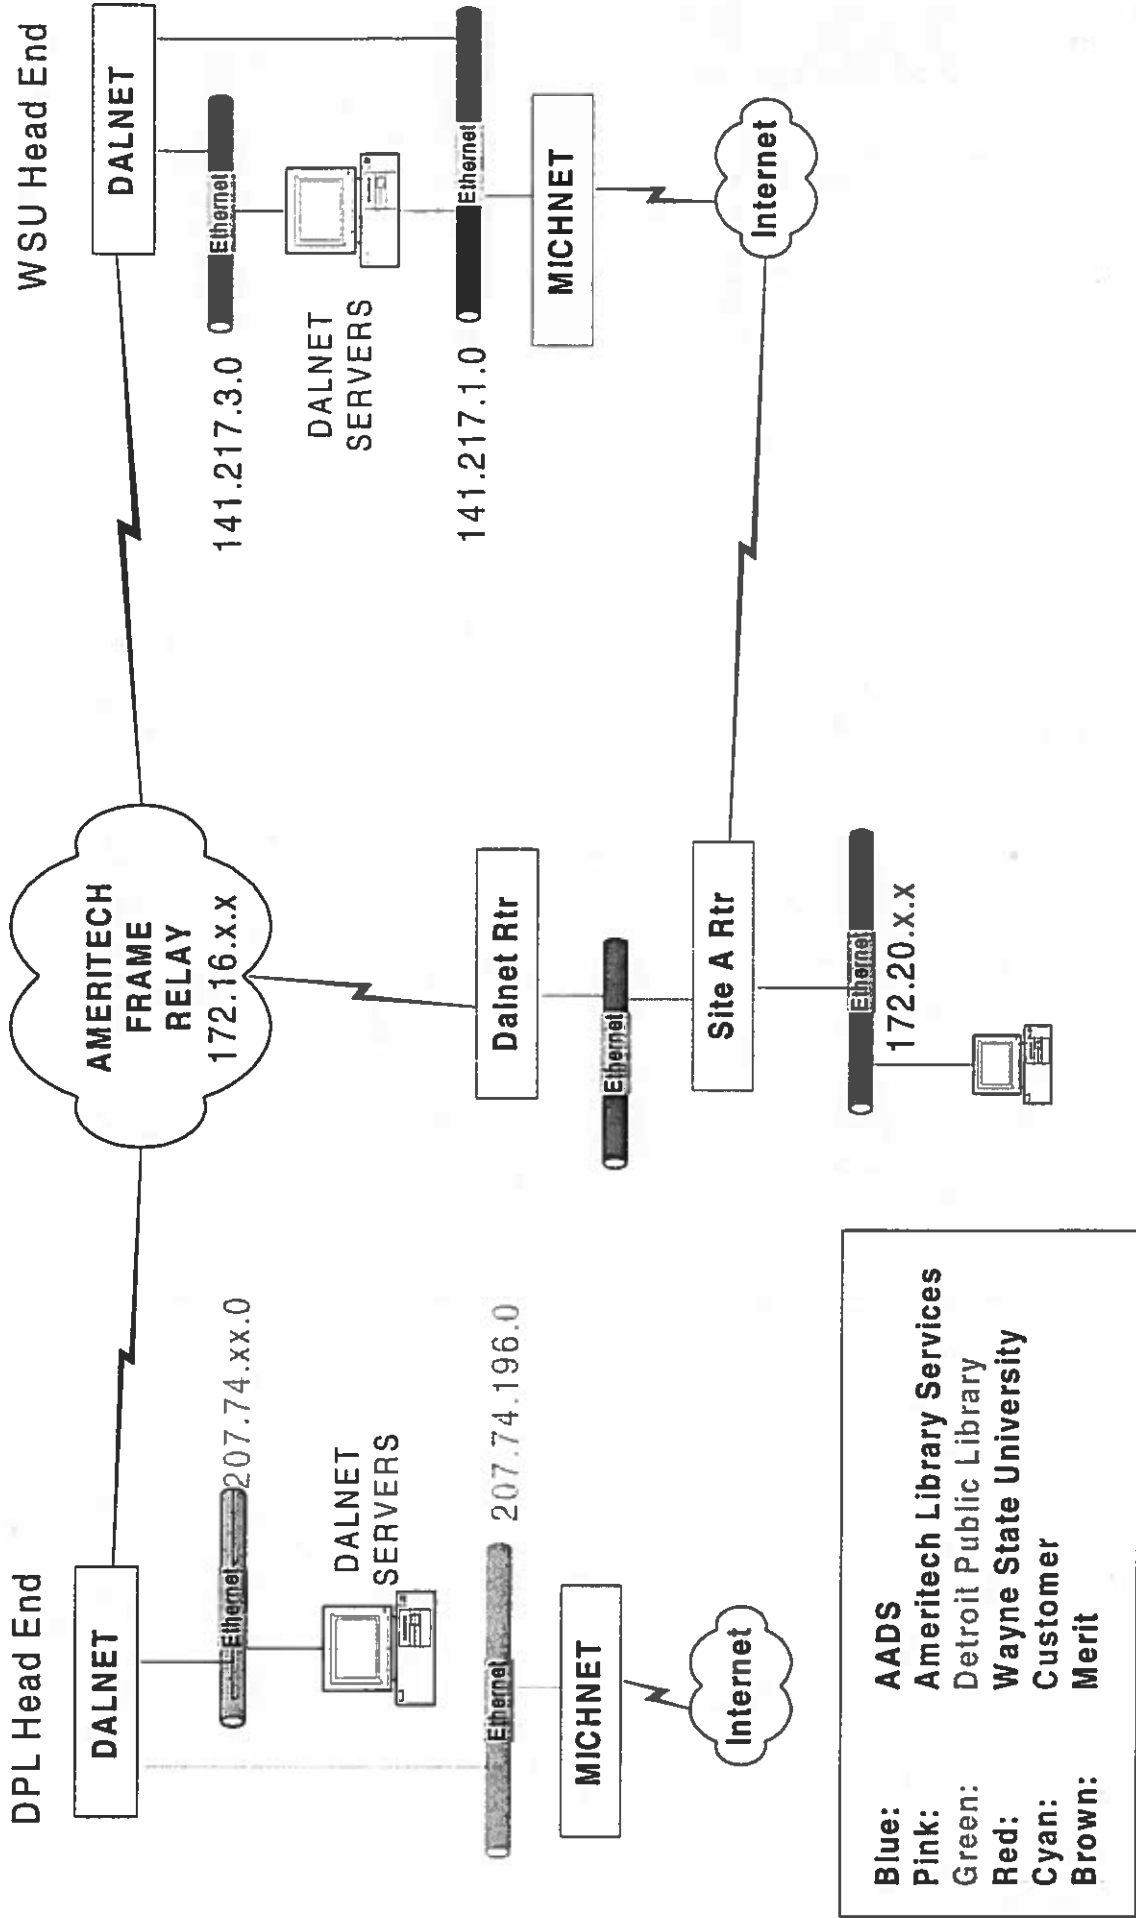 DPL Head End
WSU Head End
DALNET
Ethernet
207.74.xx.0
DALNET
SERVERS
Ethernet
207.74.196.0
MICHNET
Internet
AMERITECH
FRAME
RELAY
172.16.x.x
Dalnet Rtr
Ethernet
Site A Rtr
Ethernet
172.20.x.x
DALNET
Ethernet
141.217.3.0
DALNET
SERVERS
Ethernet
141.217.1.0
MICHNET
Internet
Blue: AADS
Pink: Ameritech Library Services
Green: Detroit Public Library
Red: Wayne State University
Cyan: Customer
Brown: Merit